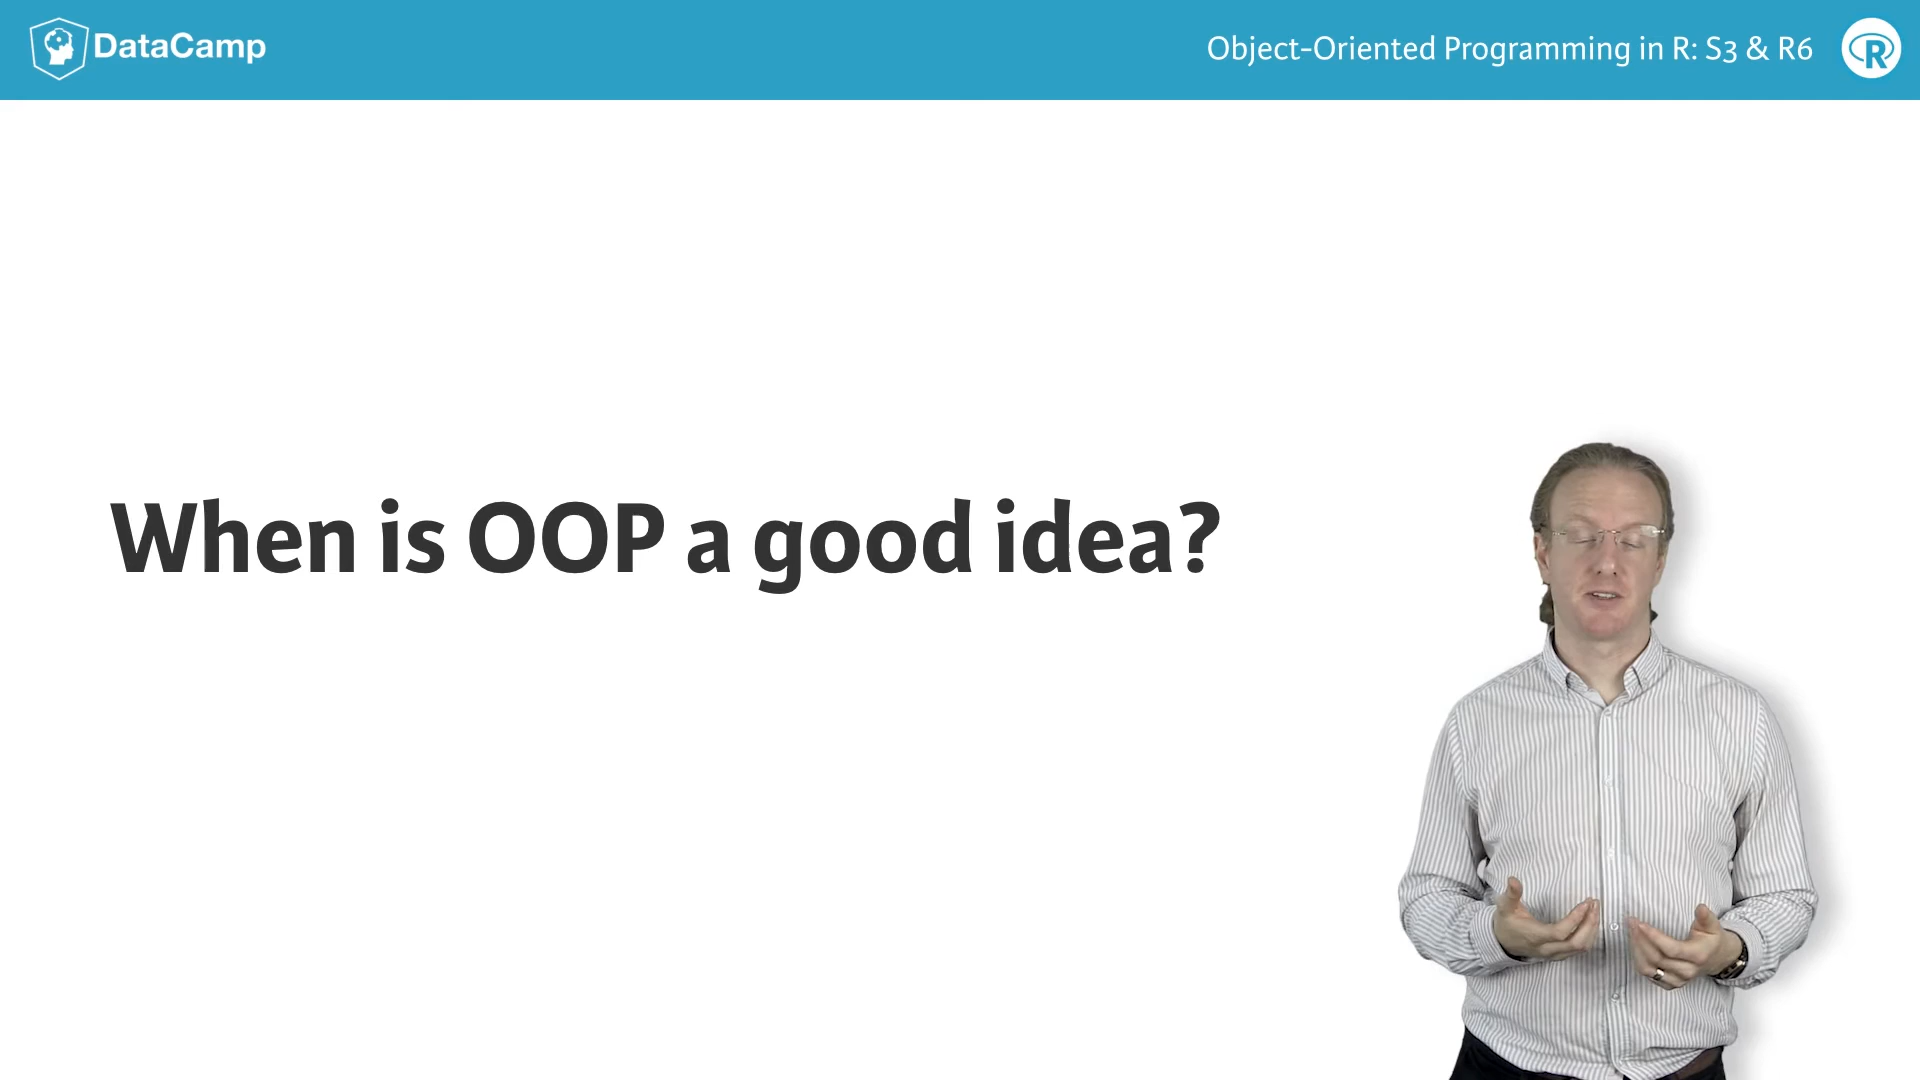 DataCamp
Object-Oriented Programming in R: S3 & R6
R
When is OOP a good idea?